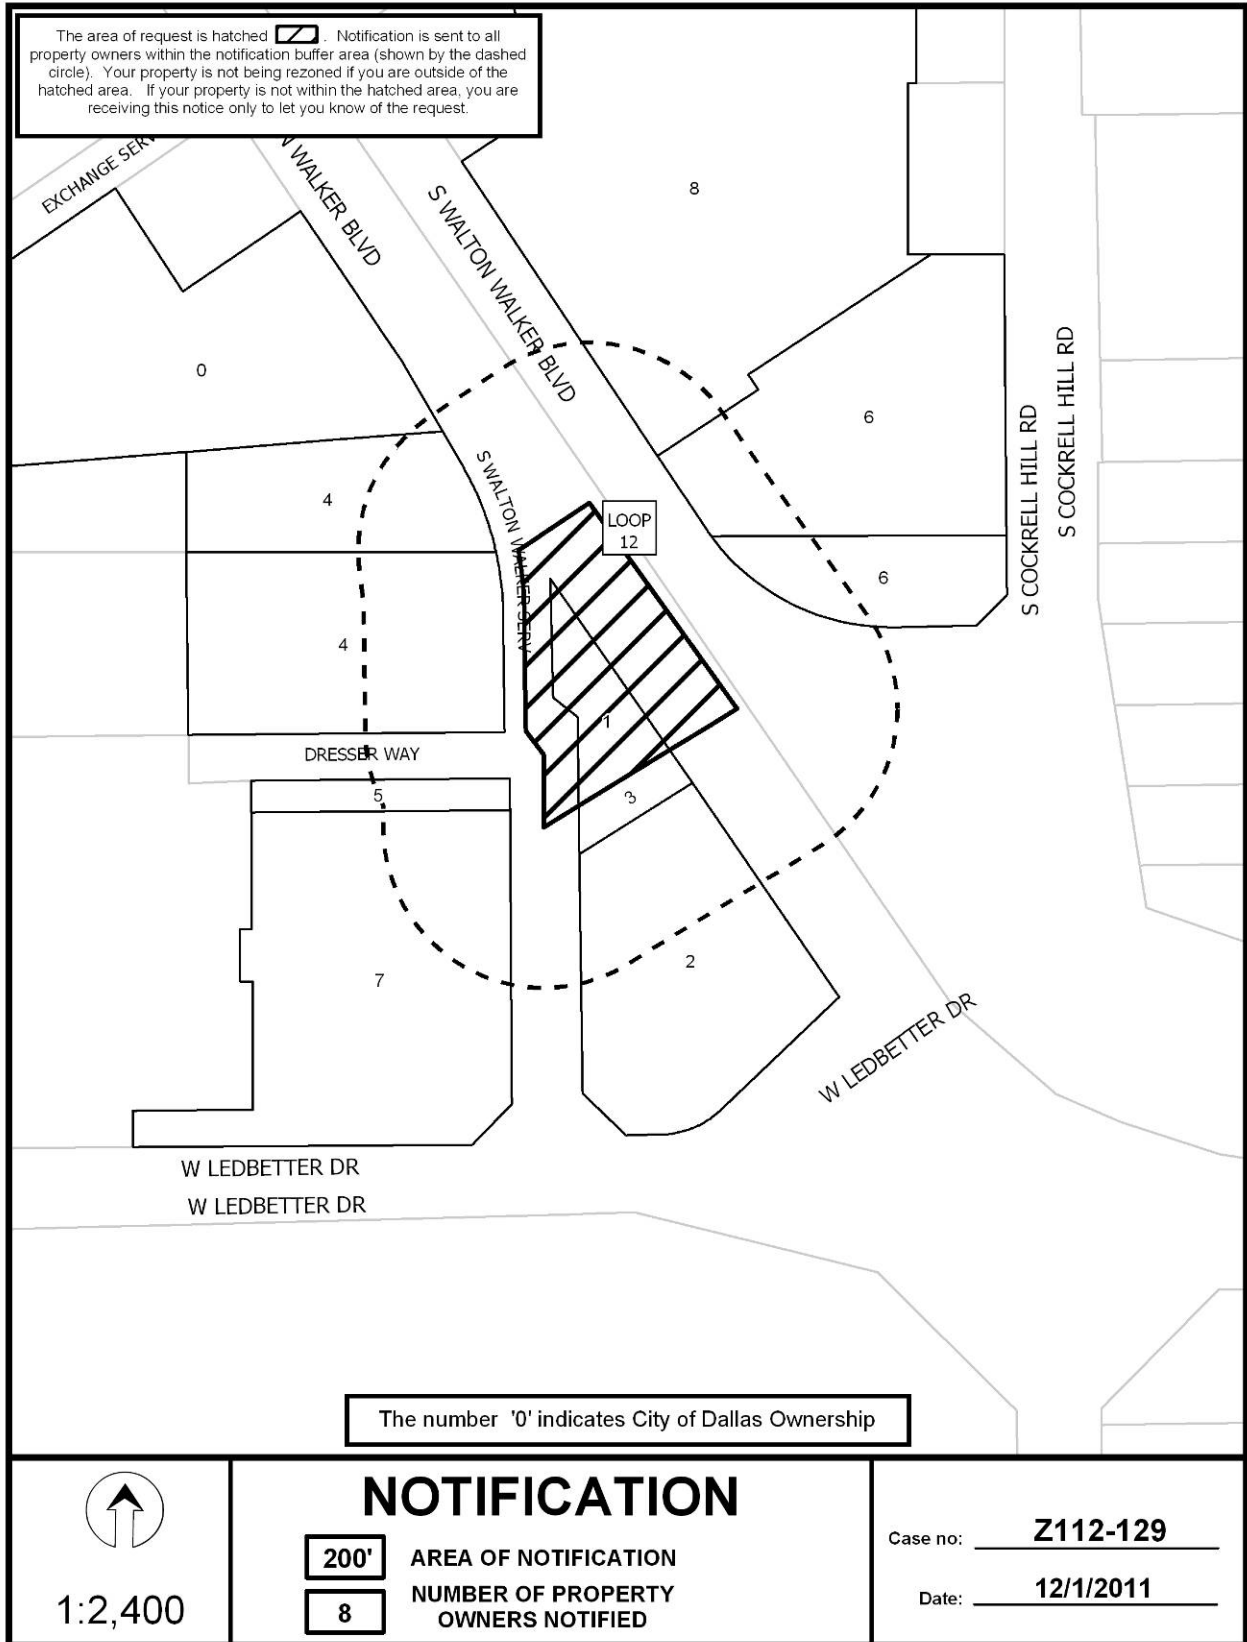 The area of request is hatched . Notification is sent to all
property owners within the notification buffer area (shown by the dashed
circle). Your property is not being rezoned if you are outside of the
hatched area. If your property is not within the hatched area, you are
receiving this notice only to let you know of the request.
EXCHANGE SERV
N WALKER BLVD
S WALTON WALKER BLVD
8
0
6
S COCKRELL HILL RD
S COCKRELL HILL RD
4
S WALTON WALKER SERV
LOOP
12
6
4
1
DRESSER WAY
5
3
2
7
W LEDBETTER DR
W LEDBETTER DR
W LEDBETTER DR
The number '0' indicates City of Dallas Ownership
1:2,400
NOTIFICATION
200' AREA OF NOTIFICATION
8 NUMBER OF PROPERTY
OWNERS NOTIFIED
Case no: Z112-129
Date: 12/1/2011